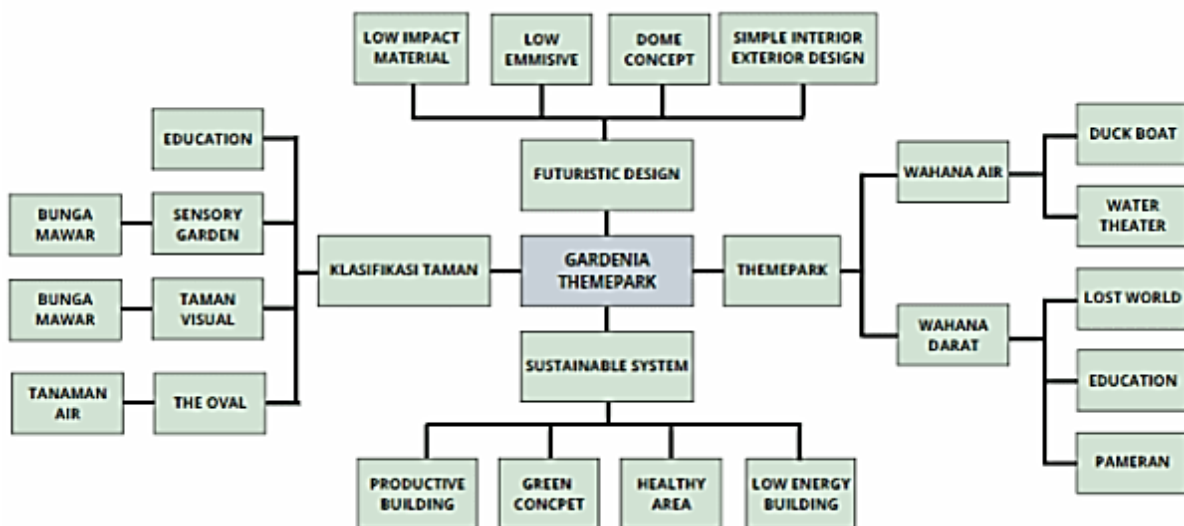 LOW IMPACT
MATERIAL
LOW
EMMISIVE
DOME
CONCEPT
SIMPLE INTERIOR
EXTERIOR DESIGN
EDUCATION
FUTURISTIC DESIGN
WAHANA AIR
DUCK BOAT
BUNGA
MAWAR
SENSORY
GARDEN
WATER
THEATER
KLASIFIKASI TAMAN
GARDENIA
THEMEPARK
THEMEPARK
BUNGA
MAWAR
TAMAN
VISUAL
LOST WORLD
WAHANA
DARAT
SUSTAINABLE SYSTEM
EDUCATION
TANAMAN
AIR
THE OVAL
PAMERAN
PRODUCTIVE
BUILDING
GREEN
CONCPET
HEALTHY
AREA
LOW ENERGY
BUILDING